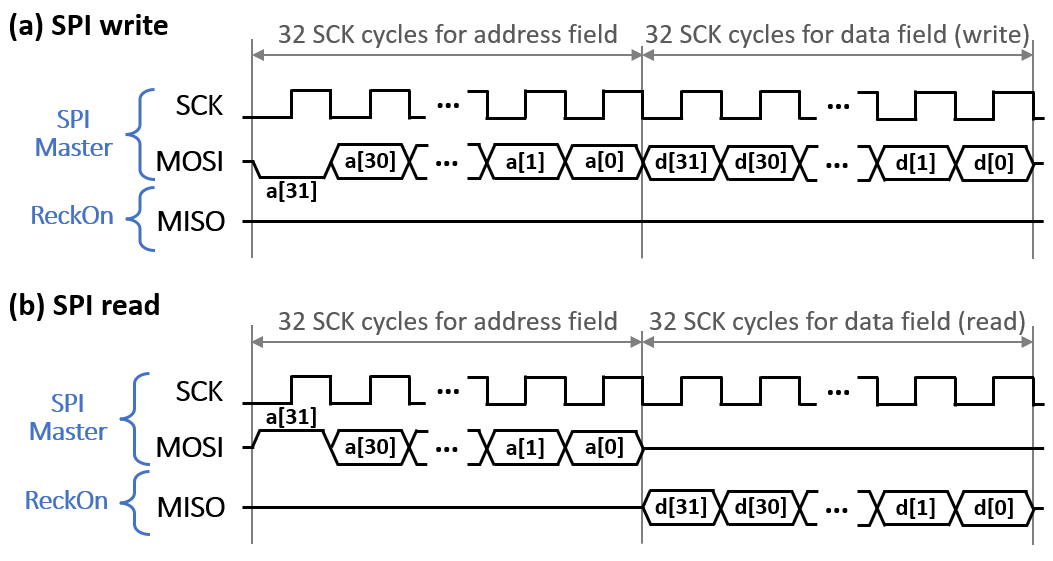 (a) SPI write
32 SCK cycles for address field
32 SCK cycles for data field (write)
SPI
Master
SCK
...
...
MOSI
a[31]
a[30]
...
a[1]
a[0]
d[31]
d[30]
...
d[1]
d[0]
ReckOn
MISO
(b) SPI read
32 SCK cycles for address field
32 SCK cycles for data field (read)
SPI
Master
SCK
...
...
a[31]
MOSI
a[30]
...
a[1]
a[0]
ReckOn
MISO
d[31]
d[30]
...
d[1]
d[0]